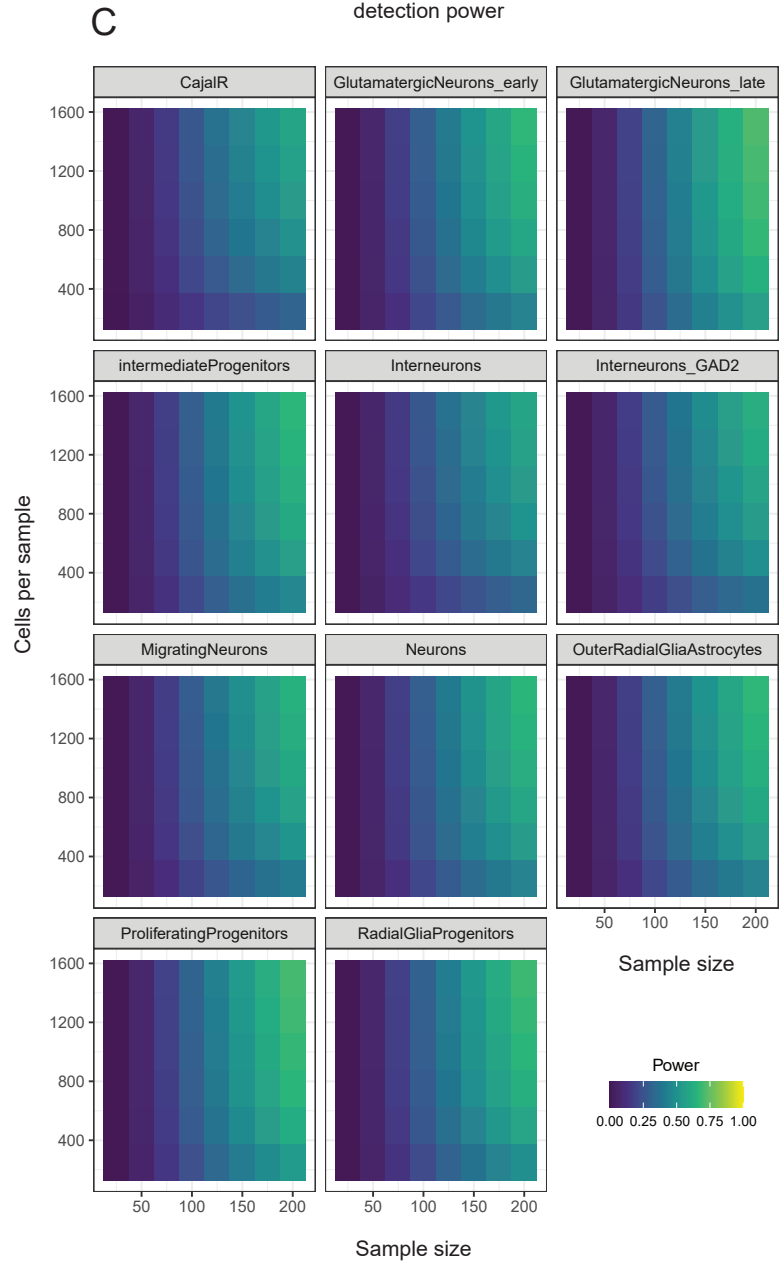 detection power
C
CajalR GlutamatergicNeurons_early GlutamatergicNeurons_late
1600
1200
800
400
intermediateProgenitors Interneurons Interneurons_GAD2
1600
1200
800
400
Cells per sample
MigratingNeurons Neurons OuterRadialGliaAstrocytes
1600
1200
800
400
50 100 150 200
Sample size
ProliferatingProgenitors RadialGliaProgenitors
1600
1200
800
400
Power
0.00 0.25 0.50 0.75 1.00
50 100 150 200 50 100 150 200
Sample size